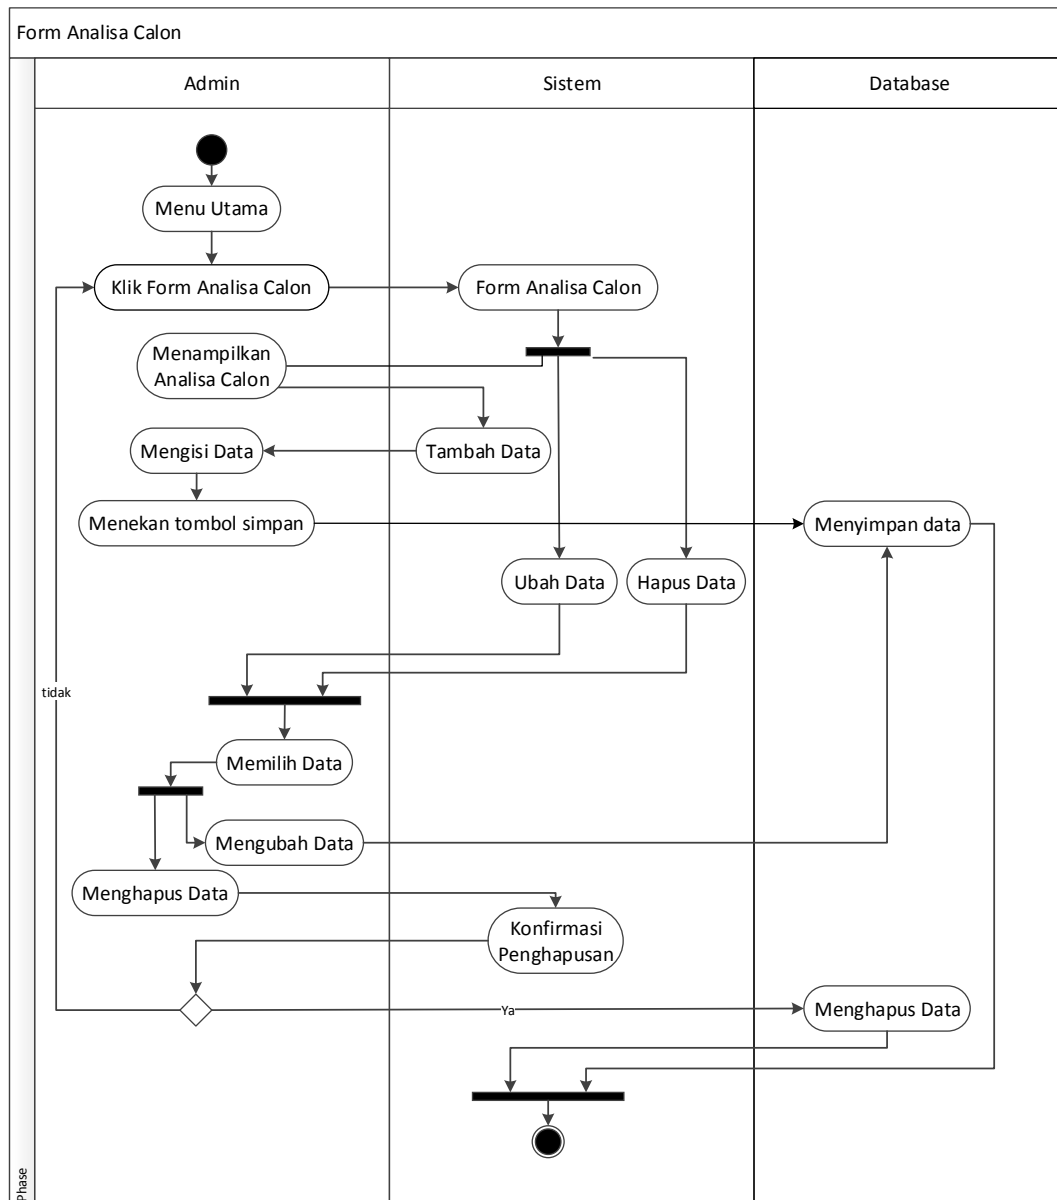 Form Analisa Calon
Admin
Sistem
Database
Menu Utama
Klik Form Analisa Calon
Form Analisa Calon
Menampilkan
Analisa Calon
Mengisi Data
Tambah Data
Menekan tombol simpan
Menyimpan data
Ubah Data
Hapus Data
tidak
Memilih Data
Mengubah Data
Menghapus Data
Konfirmasi
Penghapusan
Ya
Menghapus Data
Phase